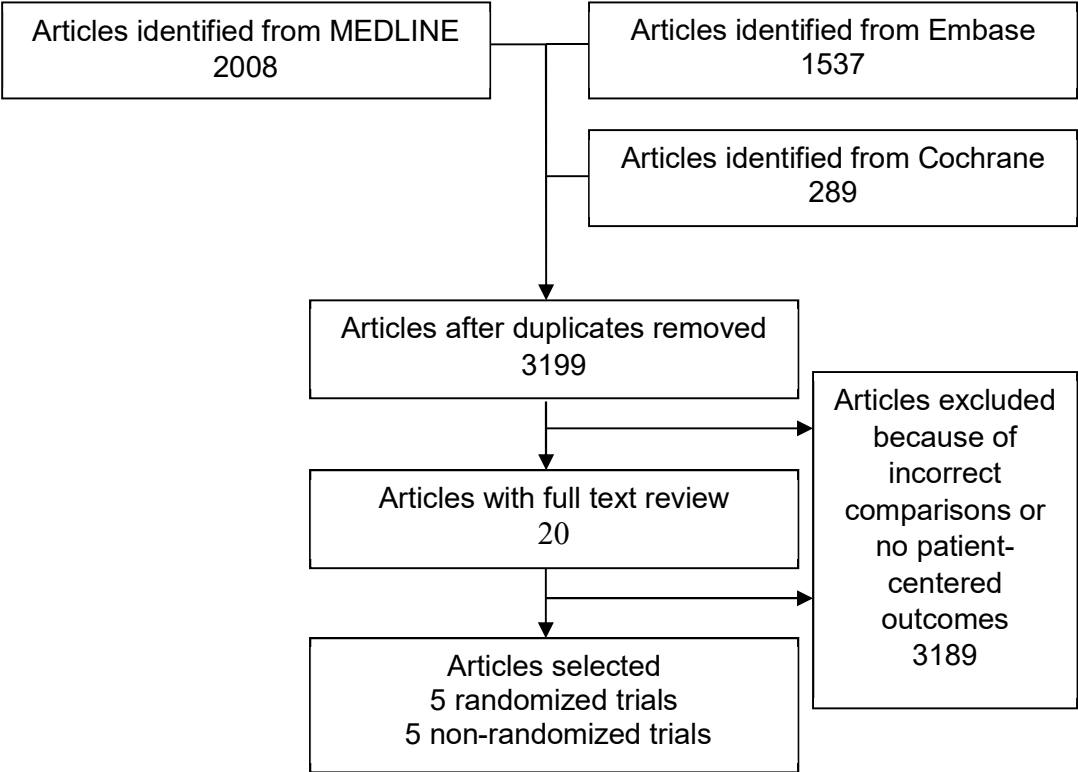 Articles identified from MEDLINE
2008
Articles identified from Embase
1537
Articles identified from Cochrane
289
Articles after duplicates removed
3199
Articles excluded
because of
incorrect
comparisons or
no patient-
centered
outcomes
3189
Articles with full text review
20
Articles selected
5 randomized trials
5 non-randomized trials